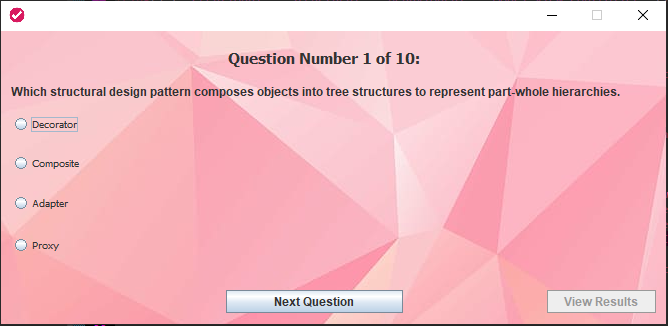 Question Number 1 of 10:
Which structural design pattern composes objects into tree structures to represent part-whole hierarchies.
Decorator
Composite
Adapter
Proxy
Next Question
View Results